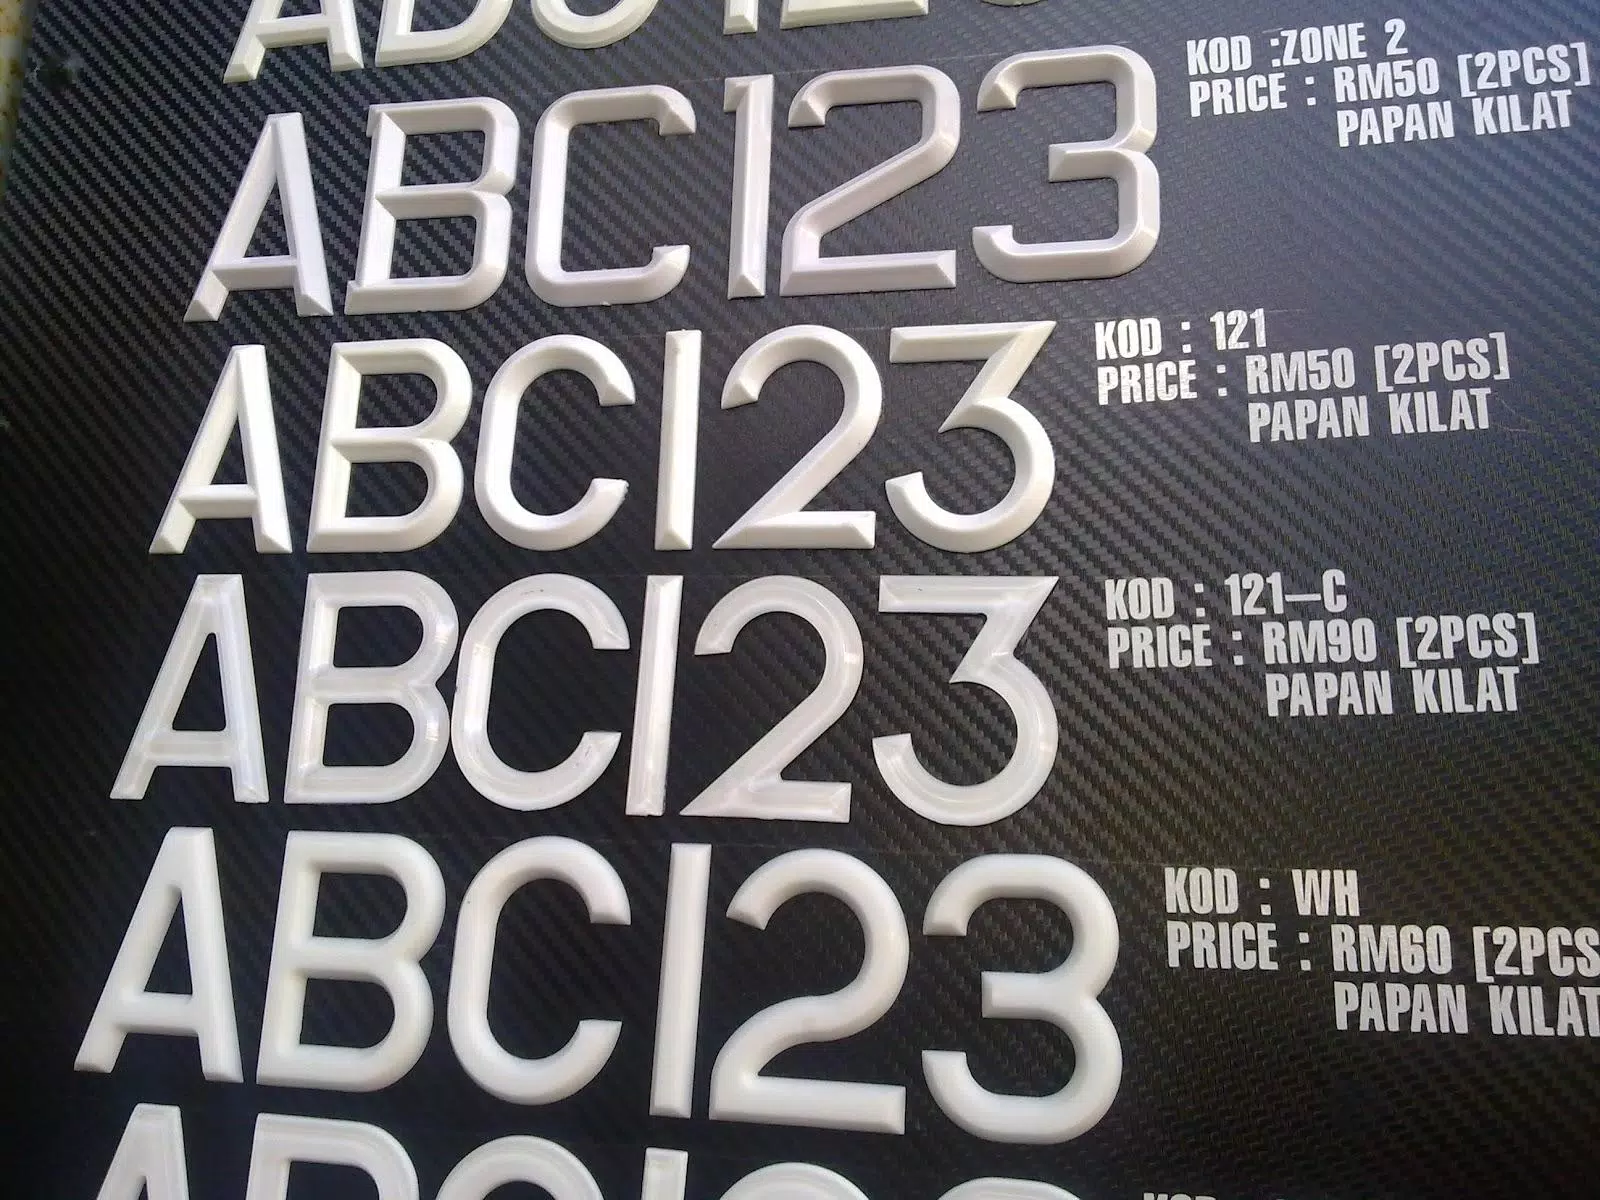 ABC123
KOD :ZONE 2
PRICE : RM50 [2PCS]
PAPAN KILAT
ABC123
KOD : 121
PRICE : RM50 [2PCS]
PAPAN KILAT
ABC123
KOD : 121-C
PRICE : RM90 [2PCS]
PAPAN KILAT
ABC123
KOD : WH
PRICE : RM60 [2PCS
PAPAN KILAT
ABC123